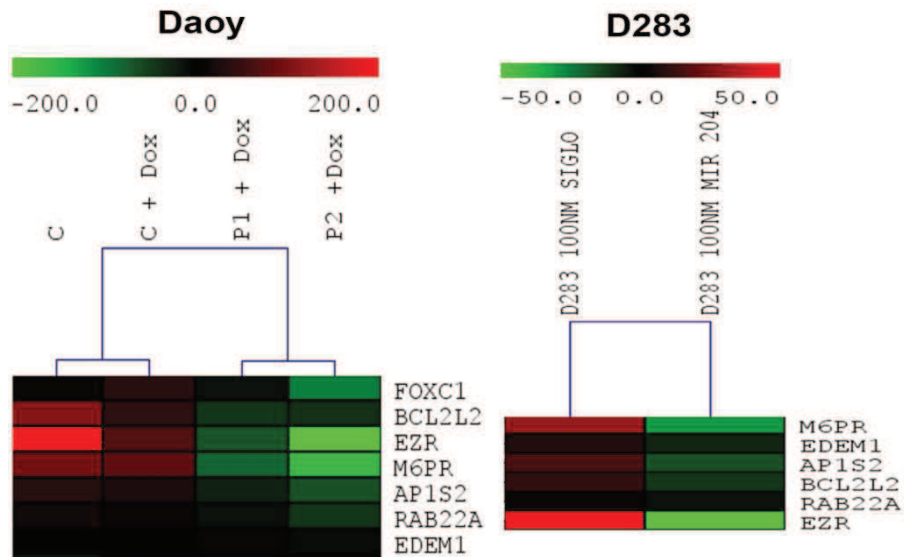 Daoy
-200.0 0.0 200.0
C
C + Dox
P1 + Dox
P2 +Dox
FOXC1
BCL2L2
EZR
M6PR
AP1S2
RAB22A
EDEM1
D283
-50.0 0.0 50.0
D283 100NM SIGLO
D283 100NM MIR 204
M6PR
EDEM1
AP1S2
BCL2L2
RAB22A
EZR